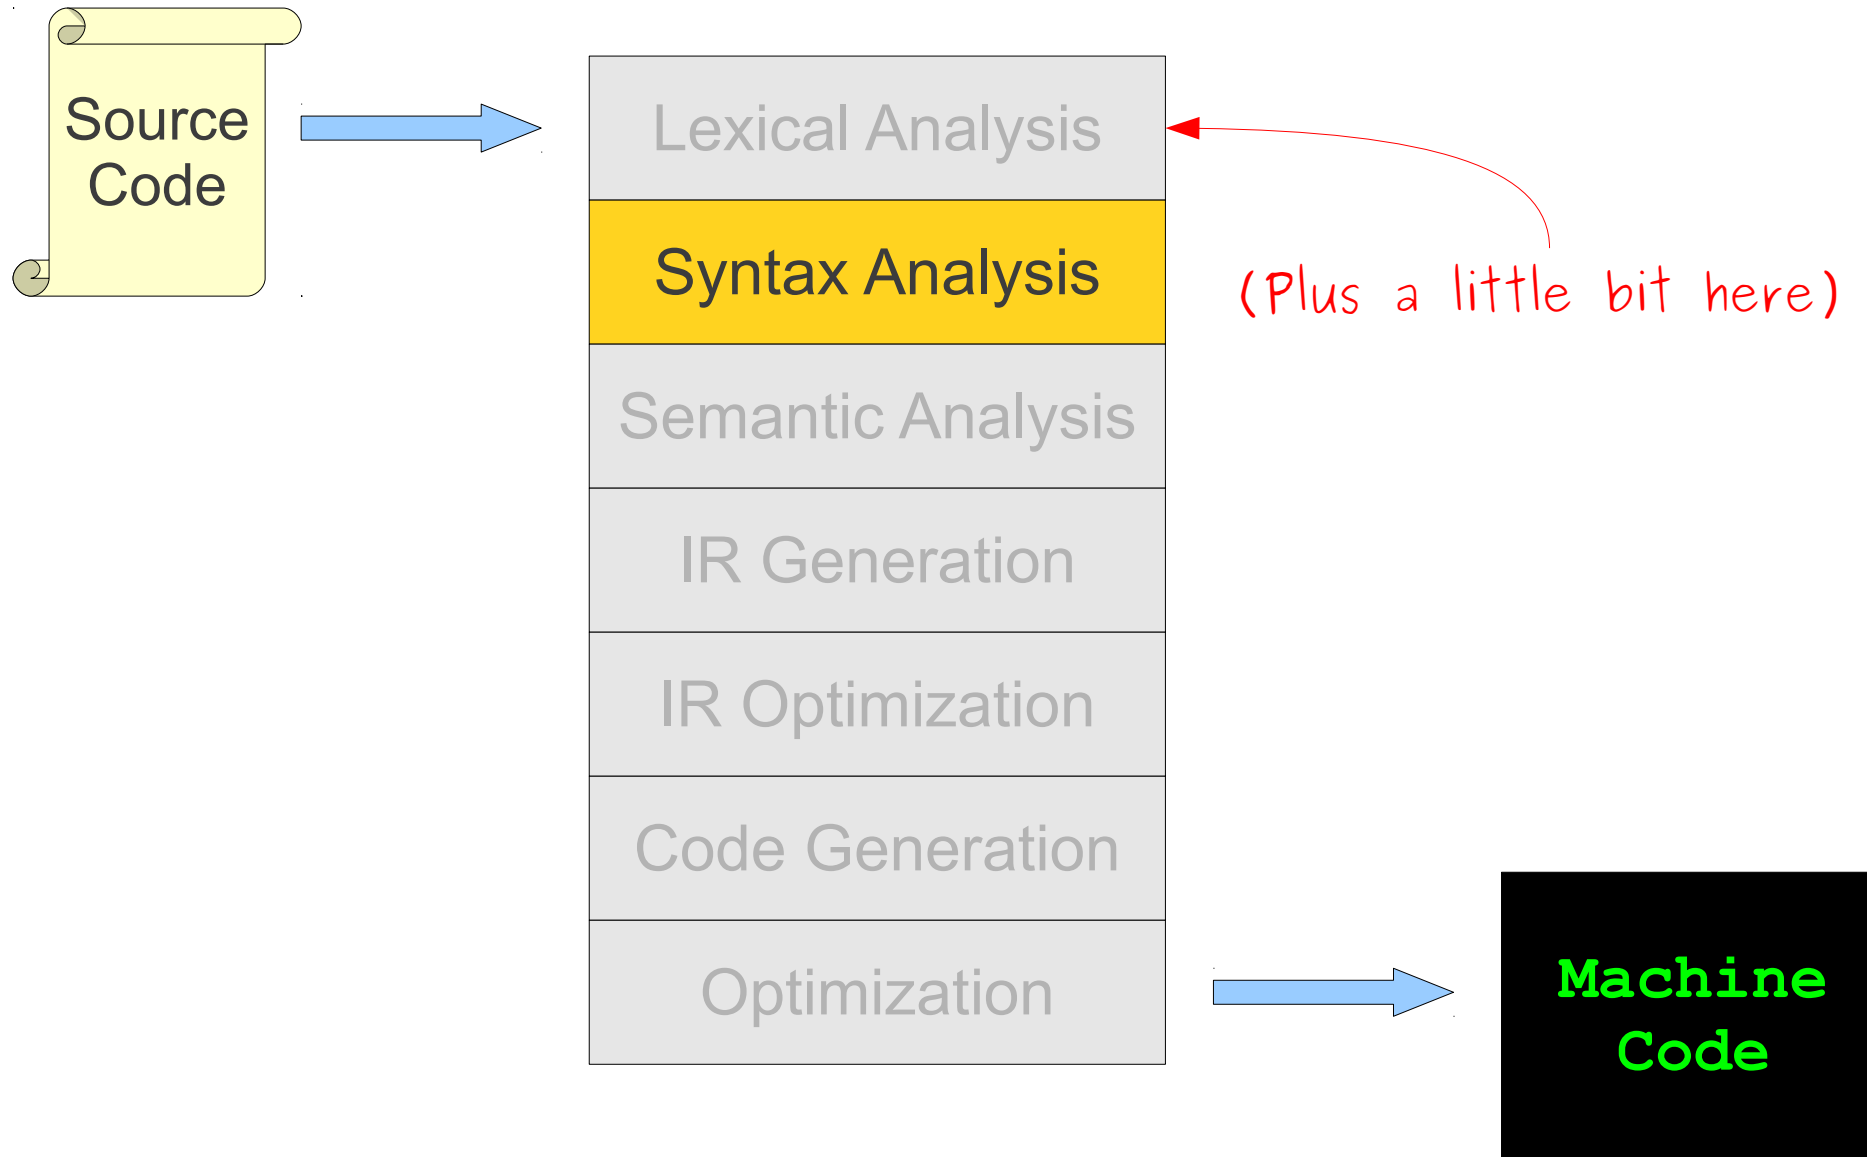 Source
Code
Lexical Analysis
Syntax Analysis
(Plus a little bit here)
Semantic Analysis
IR Generation
IR Optimization
Code Generation
Optimization
Machine
Code